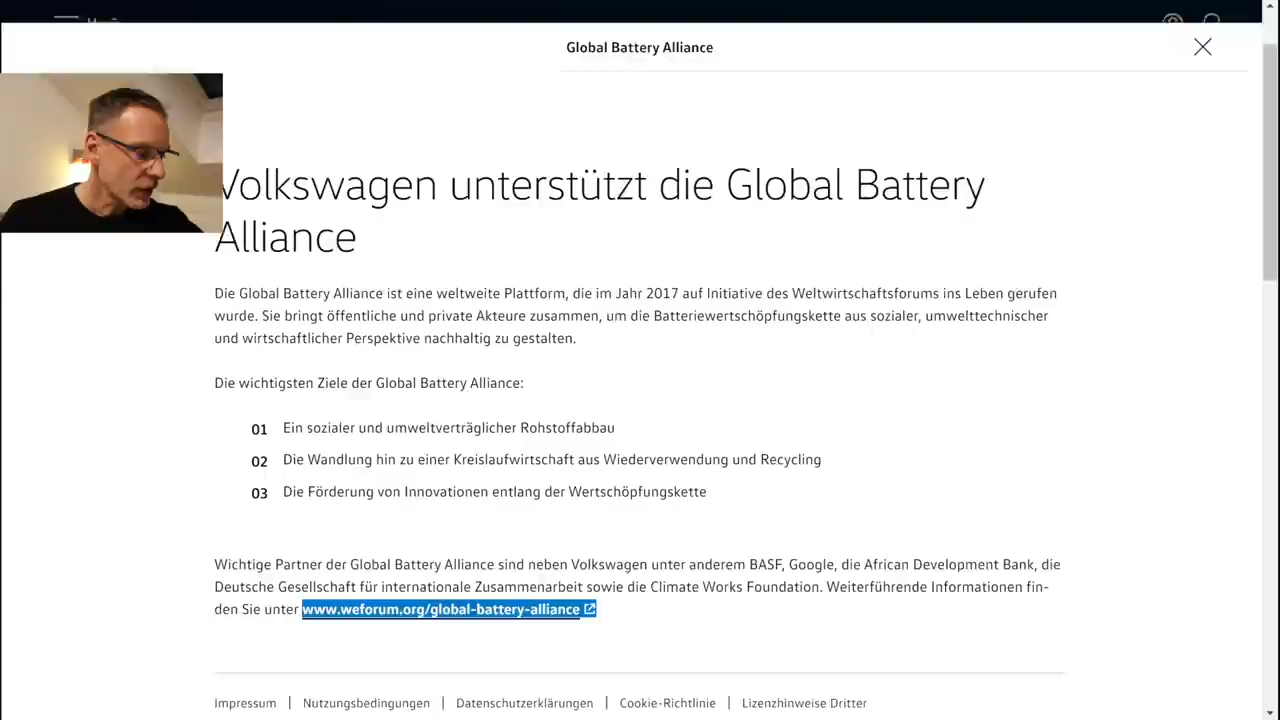 Global Battery Alliance
Volkswagen unterstützt die Global Battery
Alliance
Die Global Battery Alliance ist eine weltweite Plattform, die im Jahr 2017 auf Initiative des Weltwirtschaftsforums ins Leben gerufen
wurde. Sie bringt öffentliche und private Akteure zusammen, um die Batteriewertschöpfungskette aus sozialer, umwelttechnischer
und wirtschaftlicher Perspektive nachhaltig zu gestalten.
Die wichtigsten Ziele der Global Battery Alliance:
01 Ein sozialer und umweltverträglicher Rohstoffabbau
02 Die Wandlung hin zu einer Kreislaufwirtschaft aus Wiederverwendung und Recycling
03 Die Förderung von Innovationen entlang der Wertschöpfungskette
Wichtige Partner der Global Battery Alliance sind neben Volkswagen unter anderem BASF, Google, die African Development Bank, die
Deutsche Gesellschaft für internationale Zusammenarbeit sowie die Climate Works Foundation. Weiterführende Informationen fin-
den Sie unter www.weforum.org/global-battery-alliance
Impressum | Nutzungsbedingungen | Datenschutzerklärungen | Cookie-Richtlinie | Lizenzhinweise Dritter